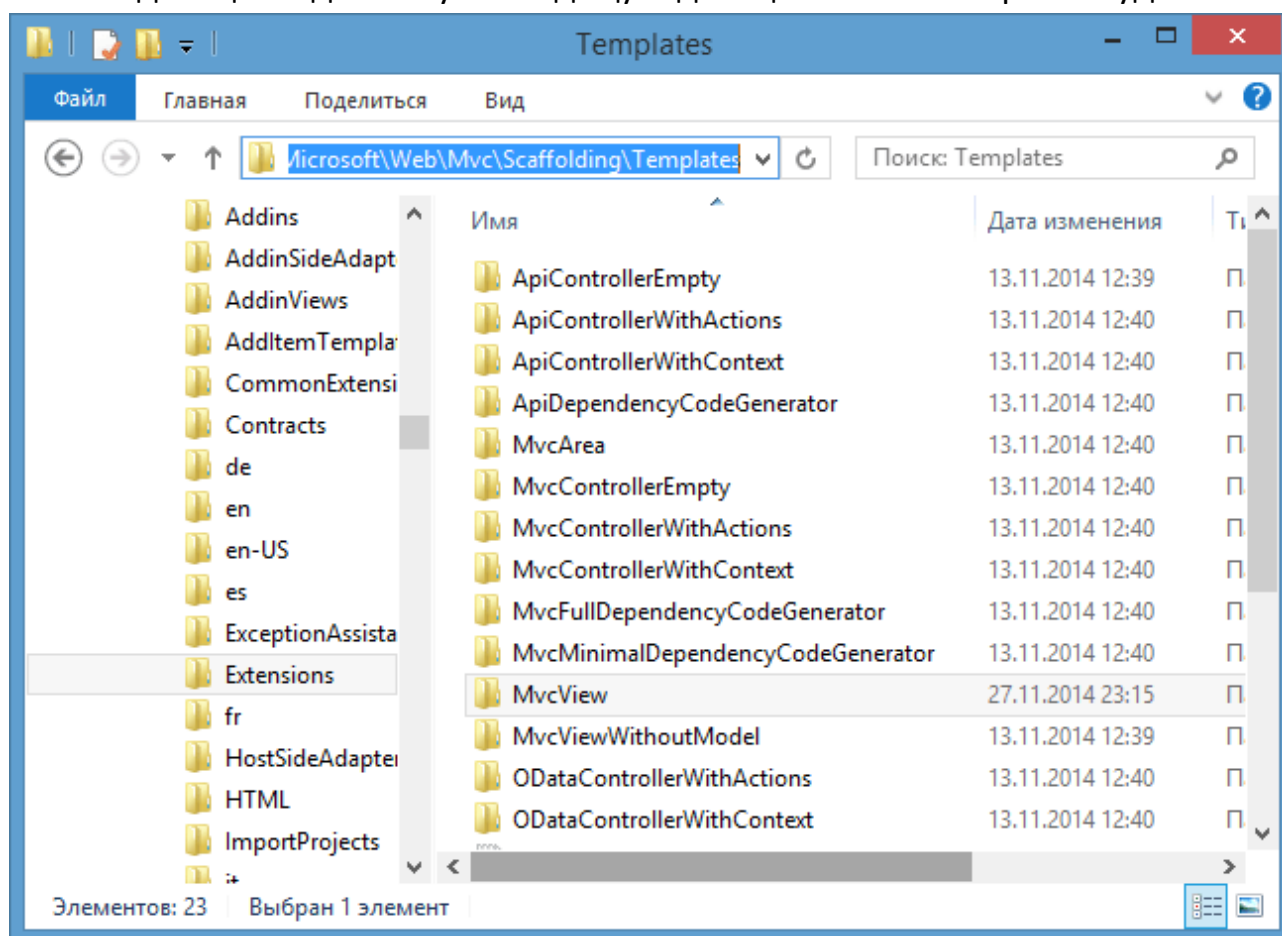 Templates
Файл Главная Поделиться Вид
Microsoft\Web\Mvc\Scaffolding\Templates Поиск: Templates
Имя Дата изменения
Addins
AddinSideAdapt
AddinViews
AddItemTempla
CommonExtensi
Contracts
de
en
en-US
es
ExceptionAssista
Extensions
fr
HostSideAdapter
HTML
ImportProjects
it
ApiControllerEmpty 13.11.2014 12:39 П
ApiControllerWithActions 13.11.2014 12:40 П
ApiControllerWithContext 13.11.2014 12:40 П
ApiDependencyCodeGenerator 13.11.2014 12:40 П
MvcArea 13.11.2014 12:40 П
MvcControllerEmpty 13.11.2014 12:40 П
MvcControllerWithActions 13.11.2014 12:40 П
MvcControllerWithContext 13.11.2014 12:40 П
MvcFullDependencyCodeGenerator 13.11.2014 12:40 П
MvcMinimalDependencyCodeGenerator 13.11.2014 12:40 П
MvcView 27.11.2014 23:15 П
MvcViewWithoutModel 13.11.2014 12:39 П
ODataControllerWithActions 13.11.2014 12:40 П
ODataControllerWithContext 13.11.2014 12:40 П
Элементов: 23 Выбран 1 элемент